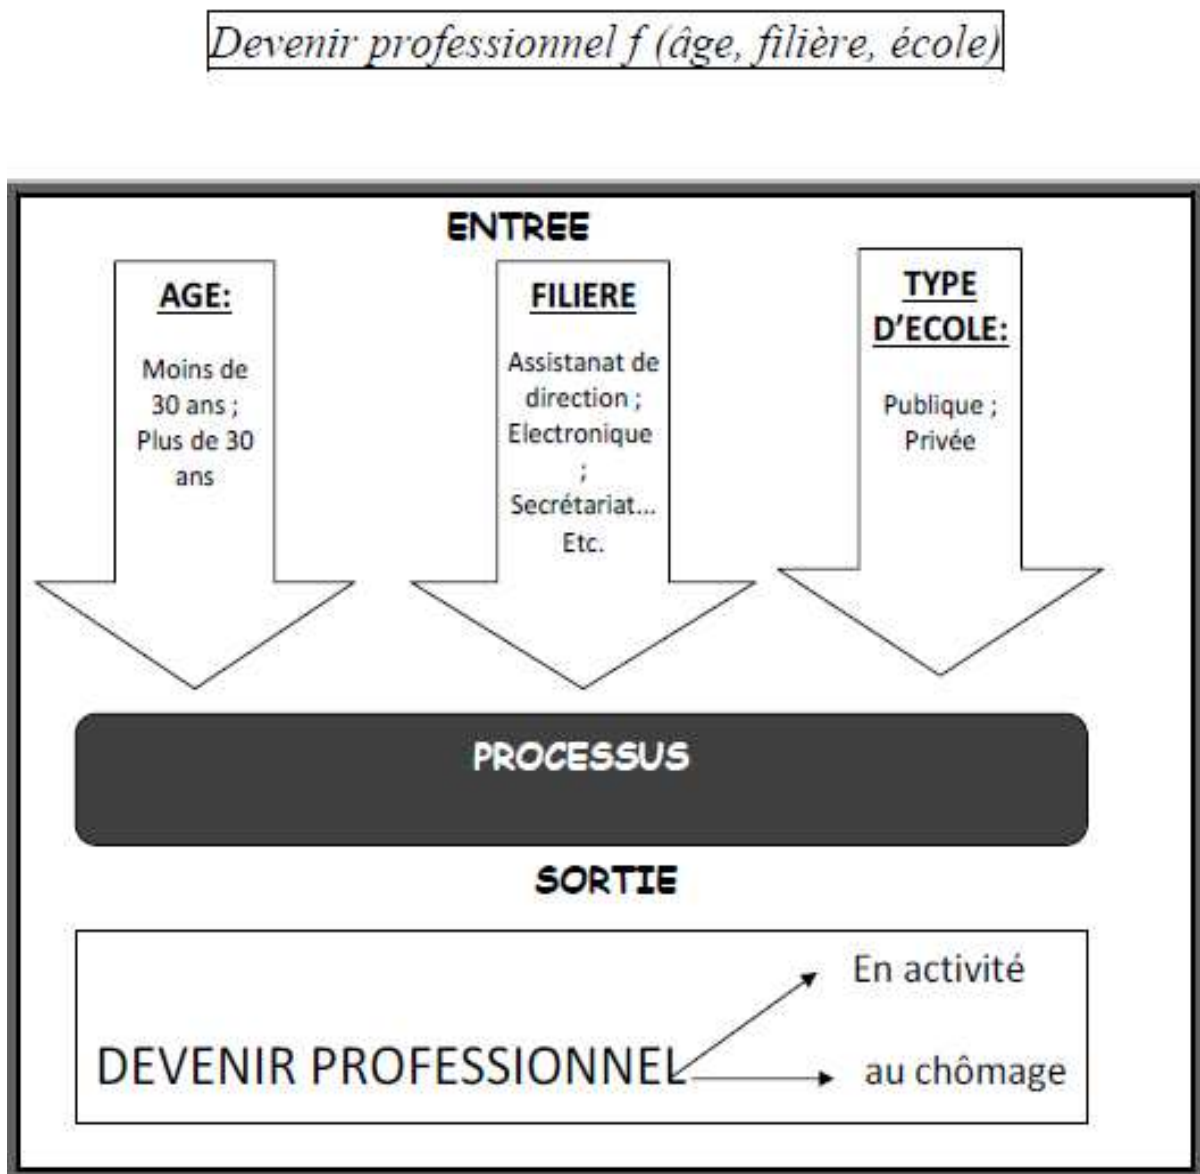 Devenir professionnel f (âge, filière, école)
ENTREE
AGE:
Moins de
30 ans ;
Plus de 30
ans
FILIERE
Assistanat de
direction ;
Electronique
;
Secrétariat...
Etc.
TYPE
D'ECOLE:
Publique ;
Privée
PROCESSUS
SORTIE
En activité
DEVENIR PROFESSIONNEL
au chômage